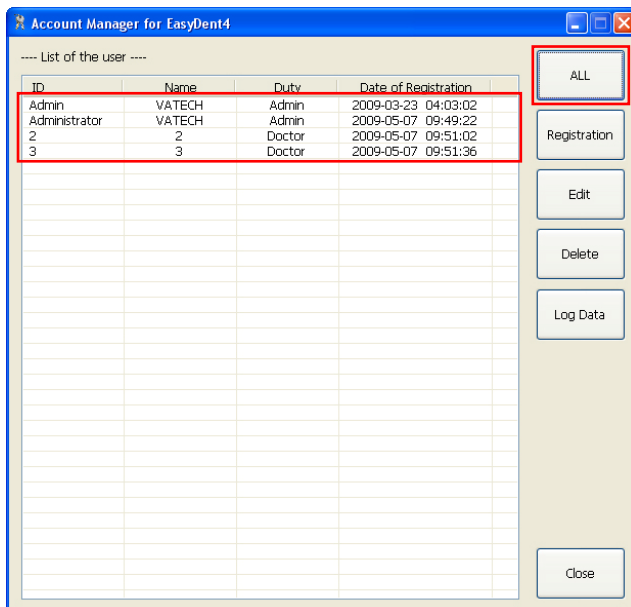 Account Manager for EasyDent4
---- List of the user ----
ALL
ID Name Duty Date of Registration
Admin VATECH Admin 2009-03-23 04:03:02
Administrator VATECH Admin 2009-05-07 09:49:22
2 2 Doctor 2009-05-07 09:51:02
3 3 Doctor 2009-05-07 09:51:36
Registration
Edit
Delete
Log Data
Close